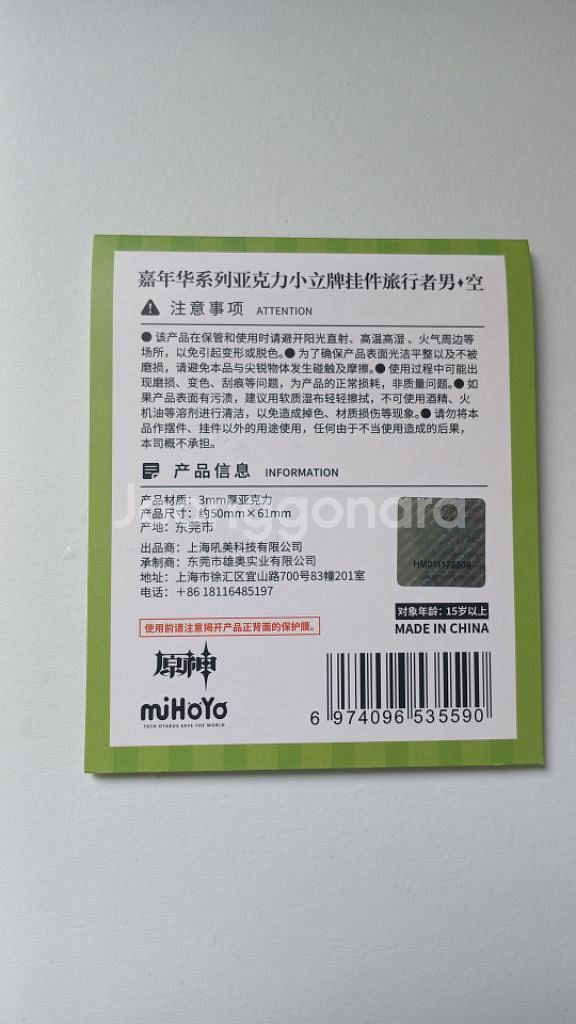 嘉年华系列亚克力小立牌挂件旅行者男♦空
注意事项 ATTENTION
● 该产品在保管和使用时请避开阳光直射、高温高湿、火气周边等
场所，以免引起变形或脱色。● 为了确保产品表面光洁平整以及不被
磨损，请避免本品与尖锐物体发生碰触及摩擦。● 使用过程中可能出
现磨损、变色、刮痕等问题，为产品的正常损耗，非质量问题。● 如
果产品表面有污渍，建议用软质湿布轻轻擦拭，不可使用酒精、火
机油等溶剂进行清洁，以免造成掉色、材质损伤等现象。● 请勿将本
品作摆件、挂件以外的用途使用，任何由于不当使用造成的后果，
本司概不承担。
产品信息 INFORMATION
产品材质：3mm厚亚克力
产品尺寸：约50mm×61mm
产地：东莞市
Jualnggonara
出品商：上海吼美科技有限公司
承制商：东莞市雄奥实业有限公司
地址：上海市徐汇区宜山路700号83幢201室
电话：+86 18116485197
使用前请注意揭开产品正背面的保护膜。
对象年龄：15岁以上
MADE IN CHINA
原神
miHoYo
TECH OTAKUS SAVE THE WORLD
6 974096 535590